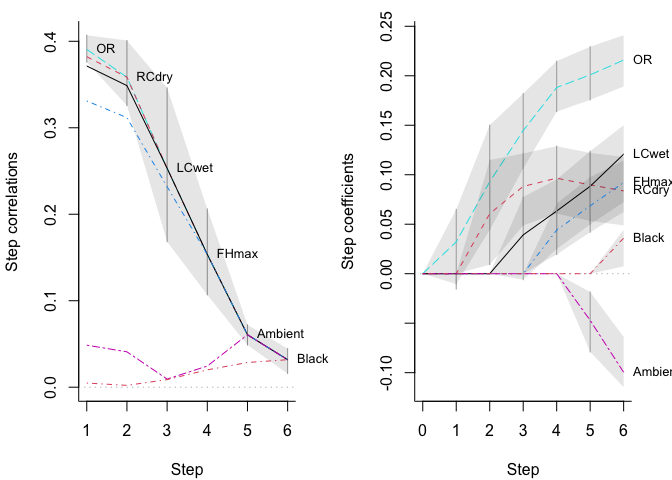 Step correlations
0.0
0.1
0.2
0.3
0.4
OR
RCdry
LCwet
FHmax
Ambient
Black
1
2
3
4
5
6
Step
Step coefficients
-0.10
0.00
0.05
0.10
0.15
0.20
0.25
OR
LCwet
FHmax
RCdry
Black
Ambier
0
1
2
3
4
5
6
Step